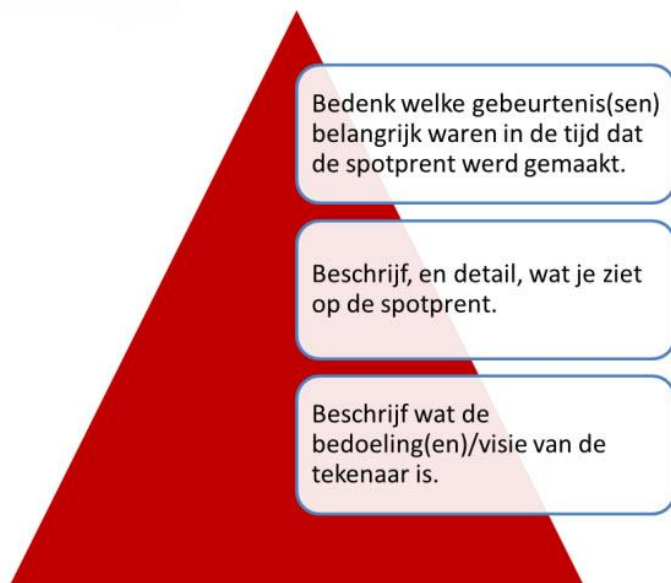 Bedenk welke gebeurtenis(sen)
belangrijk waren in de tijd dat
de spotprent werd gemaakt.
Beschrijf, en detail, wat je ziet
op de spotprent.
Beschrijf wat de
bedoeling(en)/visie van de
tekenaar is.